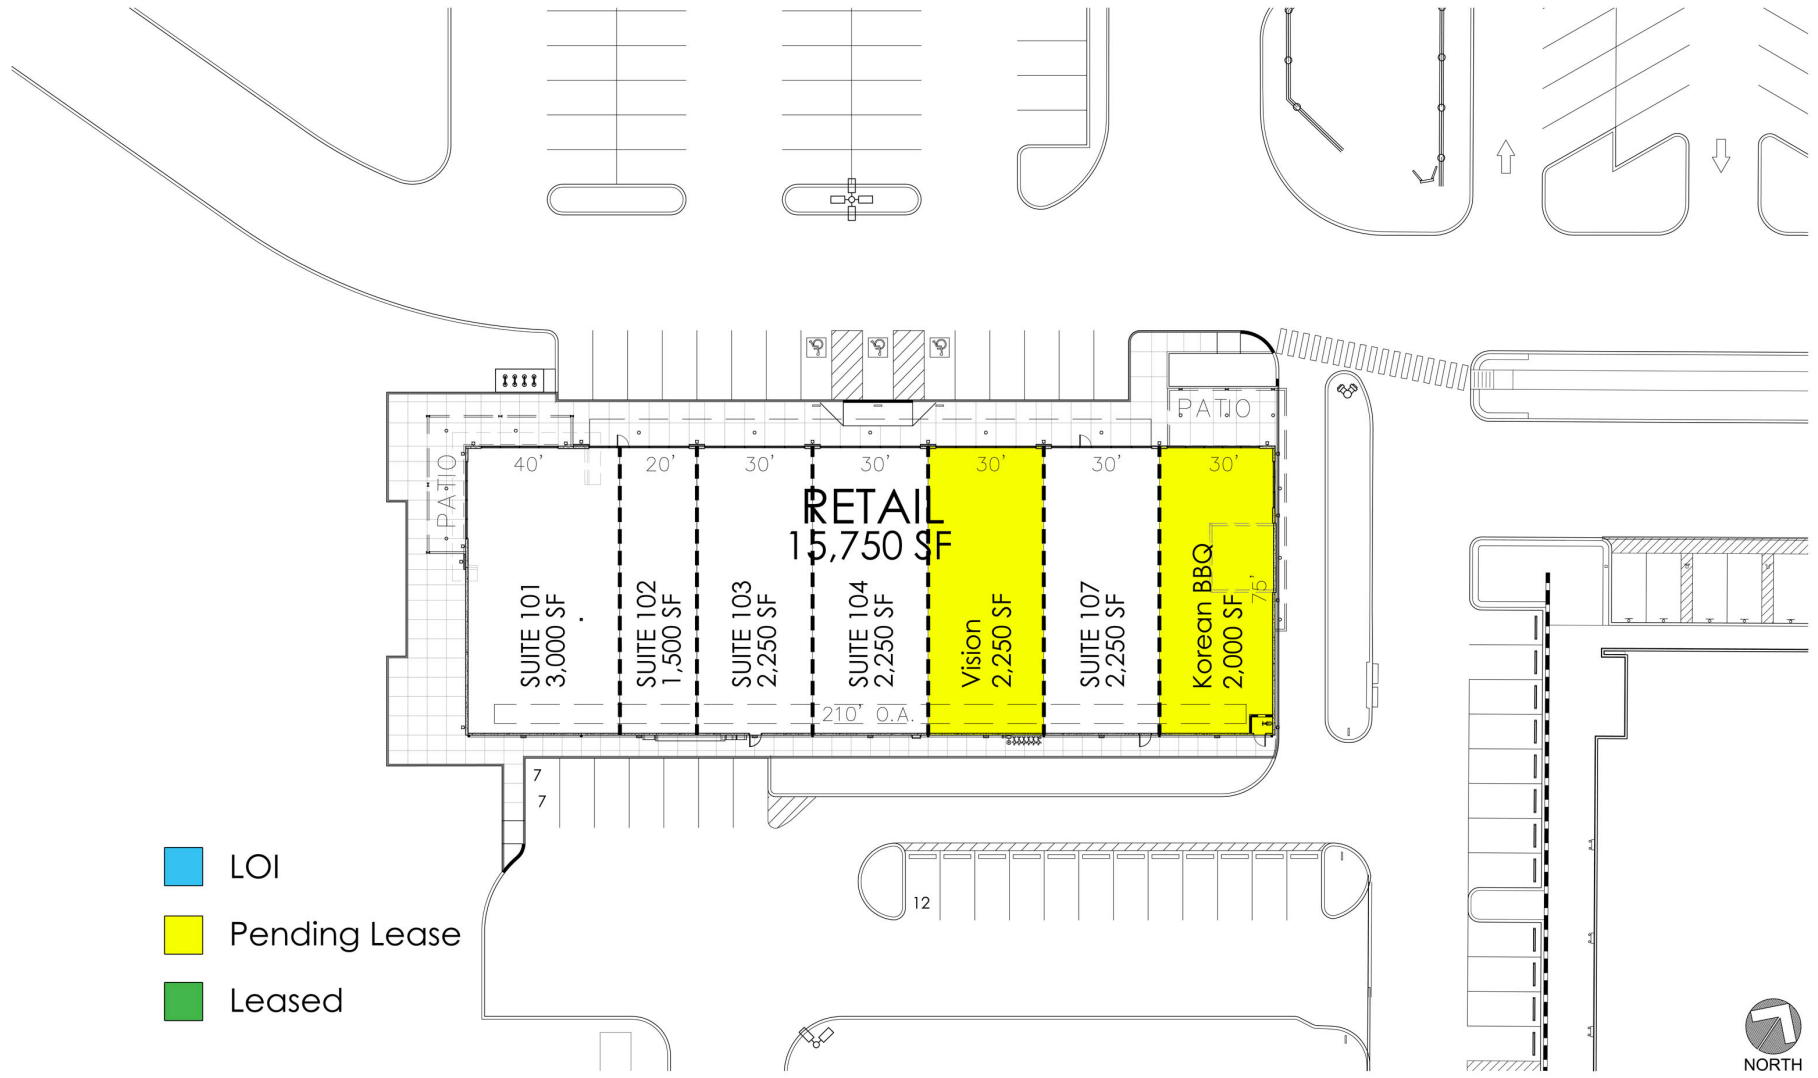 PATIO
PATIO
40'
20'
30'
30'
30'
30'
30'
RETAIL
15,750 SF
SUITE 101
3,000 SF
SUITE 102
1,500 SF
SUITE 103
2,250 SF
SUITE 104
2,250 SF
Vision
2,250 SF
SUITE 107
2,250 SF
Korean BBQ
2,000 SF
75'
210' O.A.
7
7
12
LOI
Pending Lease
Leased
NORTH